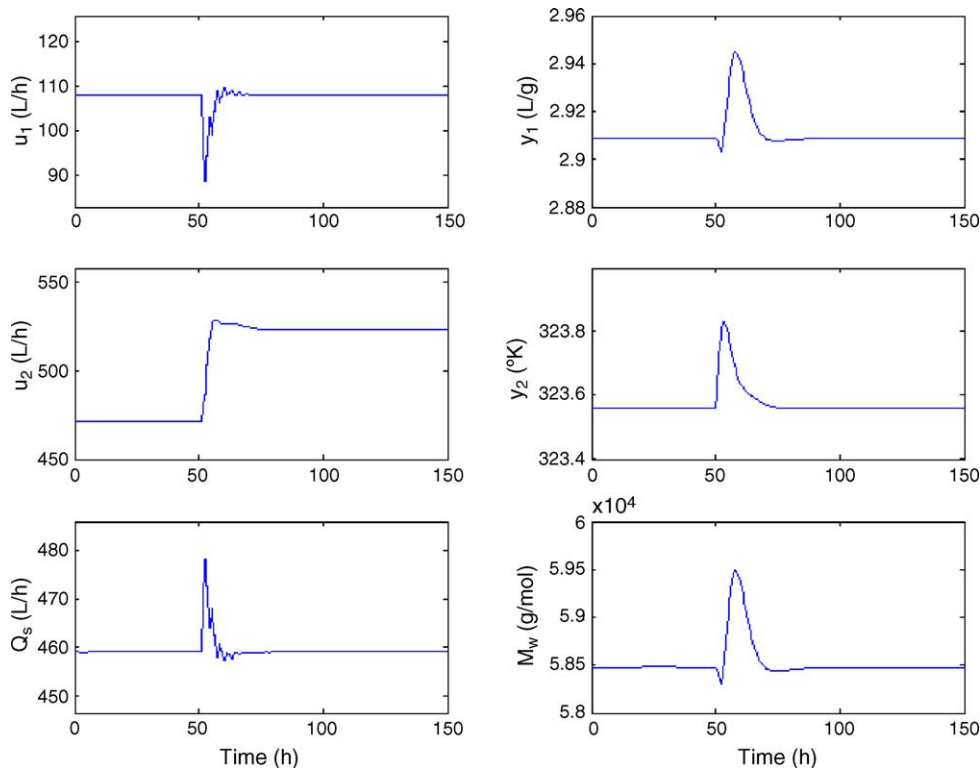 120
110
100
90
u₁ (L/h)
0 50 100 150
2.96
2.94
2.92
2.9
2.88
y₁ (L/g)
0 50 100 150
550
500
450
u₂ (L/h)
0 50 100 150
323.8
323.6
323.4
y₂ (ºK)
0 50 100 150
480
470
460
450
Qₛ (L/h)
0 50 100 150
Time (h)
x10⁴
6
5.95
5.9
5.85
5.8
M_w (g/mol)
0 50 100 150
Time (h)